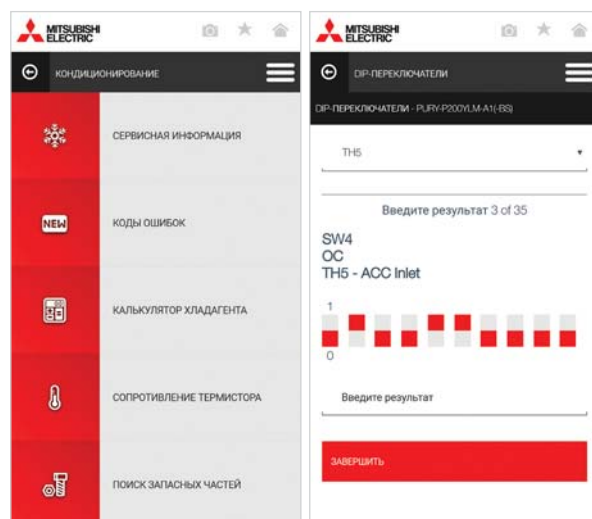 MITSUBISHI
ELECTRIC
КОНДИЦИОНИРОВАНИЕ
СЕРВИСНАЯ ИНФОРМАЦИЯ
NEW
КОДЫ ОШИБОК
КАЛЬКУЛЯТОР ХЛАДАГЕНТА
СОПРОТИВЛЕНИЕ ТЕРМИСТОРА
ПОИСК ЗАПАСНЫХ ЧАСТЕЙ
MITSUBISHI
ELECTRIC
DIP-ПЕРЕКЛЮЧАТЕЛИ
DIP-ПЕРЕКЛЮЧАТЕЛИ - PURY-P200YLM-A1(-BS)
TH5
Введите результат 3 of 35
SW4
OC
TH5 - ACC Inlet
1
0
Введите результат
ЗАВЕРШИТЬ